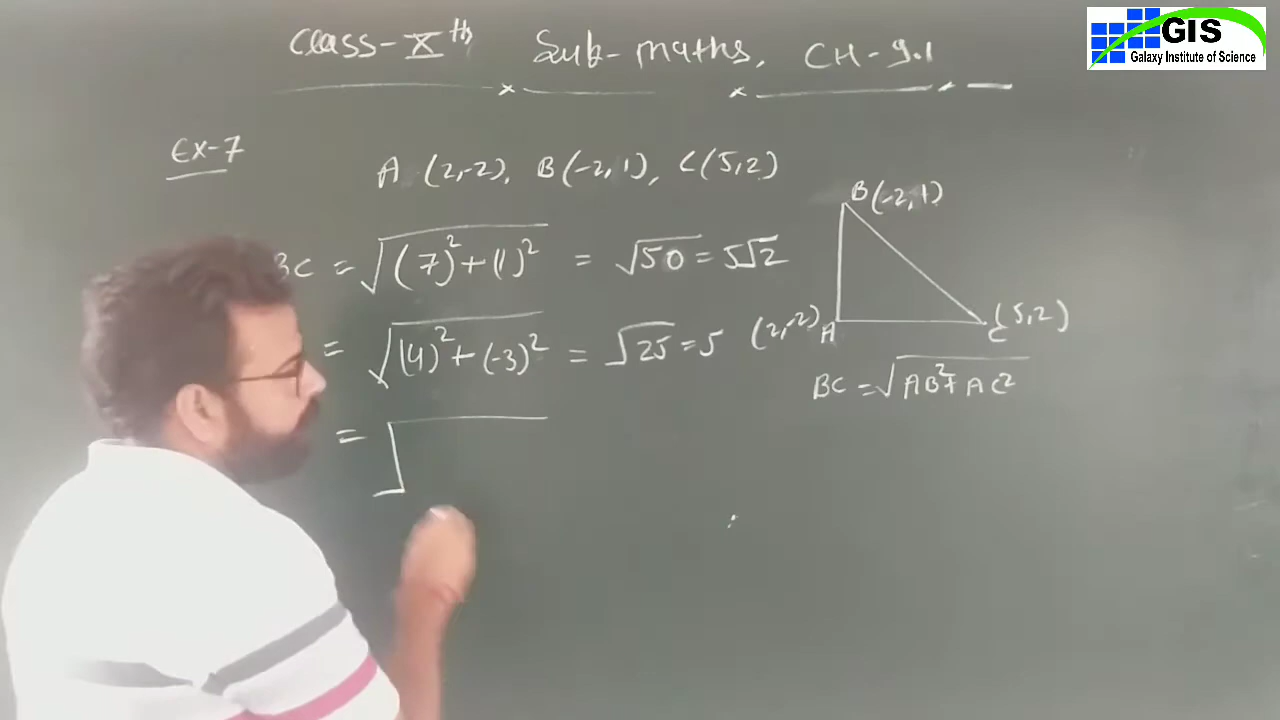 GIS
Galaxy Institute of Science
Class-Xth Sub-maths, CH-9.1
Ex-7
A (2,-2), B(-2,1), C(5,2)
BC = √(7)²+(1)² = √50 = 5√2
= √(4)²+(-3)² = √25 = 5
= √
B(-2,1)
(2,-2) A
C(5,2)
BC = √AB²+AC²